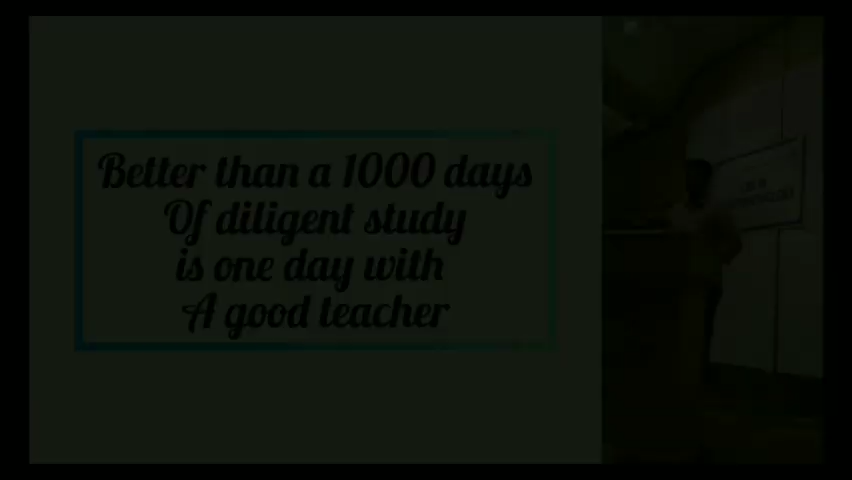 Better than a 1000 days
Of diligent study
is one day with
A good teacher